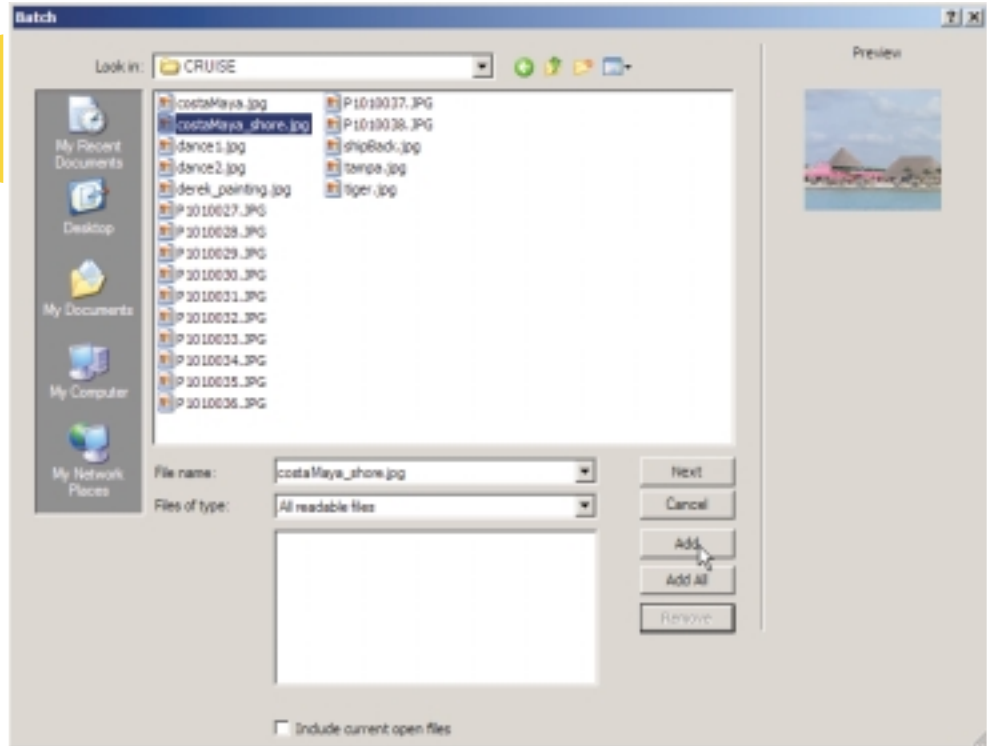 Batch
Preview
Look in: CRUISE
My Recent
Documents
Desktop
My Documents
My Computer
My Network
Places
costaMaya.jpg
costaMaya_shore.jpg
dance1.jpg
dance2.jpg
derek_painting.jpg
P1010027.JPG
P1010028.JPG
P1010029.JPG
P1010030.JPG
P1010031.JPG
P1010032.JPG
P1010033.JPG
P1010034.JPG
P1010035.JPG
P1010036.JPG
P1010037.JPG
P1010038.JPG
shipBack.jpg
tampa.jpg
tiger.jpg
File name: costaMaya_shore.jpg
Files of type: All readable files
Next
Cancel
Add
Add All
Remove
Include current open files